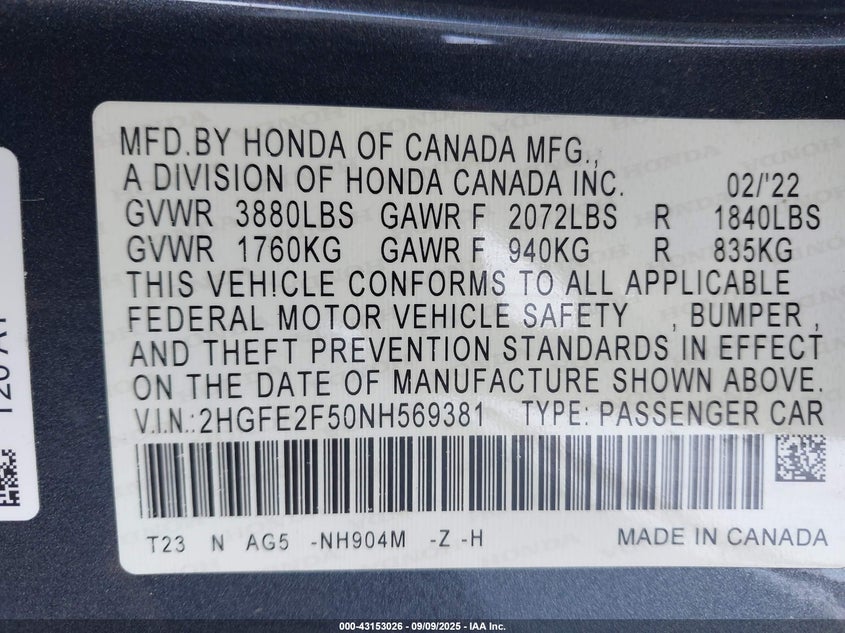 MFD.BY HONDA OF CANADA MFG.,
A DIVISION OF HONDA CANADA INC. 02/'22
GVWR 3880LBS GAWR F 2072LBS R 1840LBS
GVWR 1760KG GAWR F 940KG R 835KG
THIS VEHICLE CONFORMS TO ALL APPLICABLE
FEDERAL MOTOR VEHICLE SAFETY , BUMPER ,
AND THEFT PREVENTION STANDARDS IN EFFECT
ON THE DATE OF MANUFACTURE SHOWN ABOVE.
V.I.N.:2HGFE2F50NH569381 TYPE: PASSENGER CAR
T23 N AG5 -NH904M -Z -H MADE IN CANADA
000-43153026 - 09/09/2025 - IAA Inc.